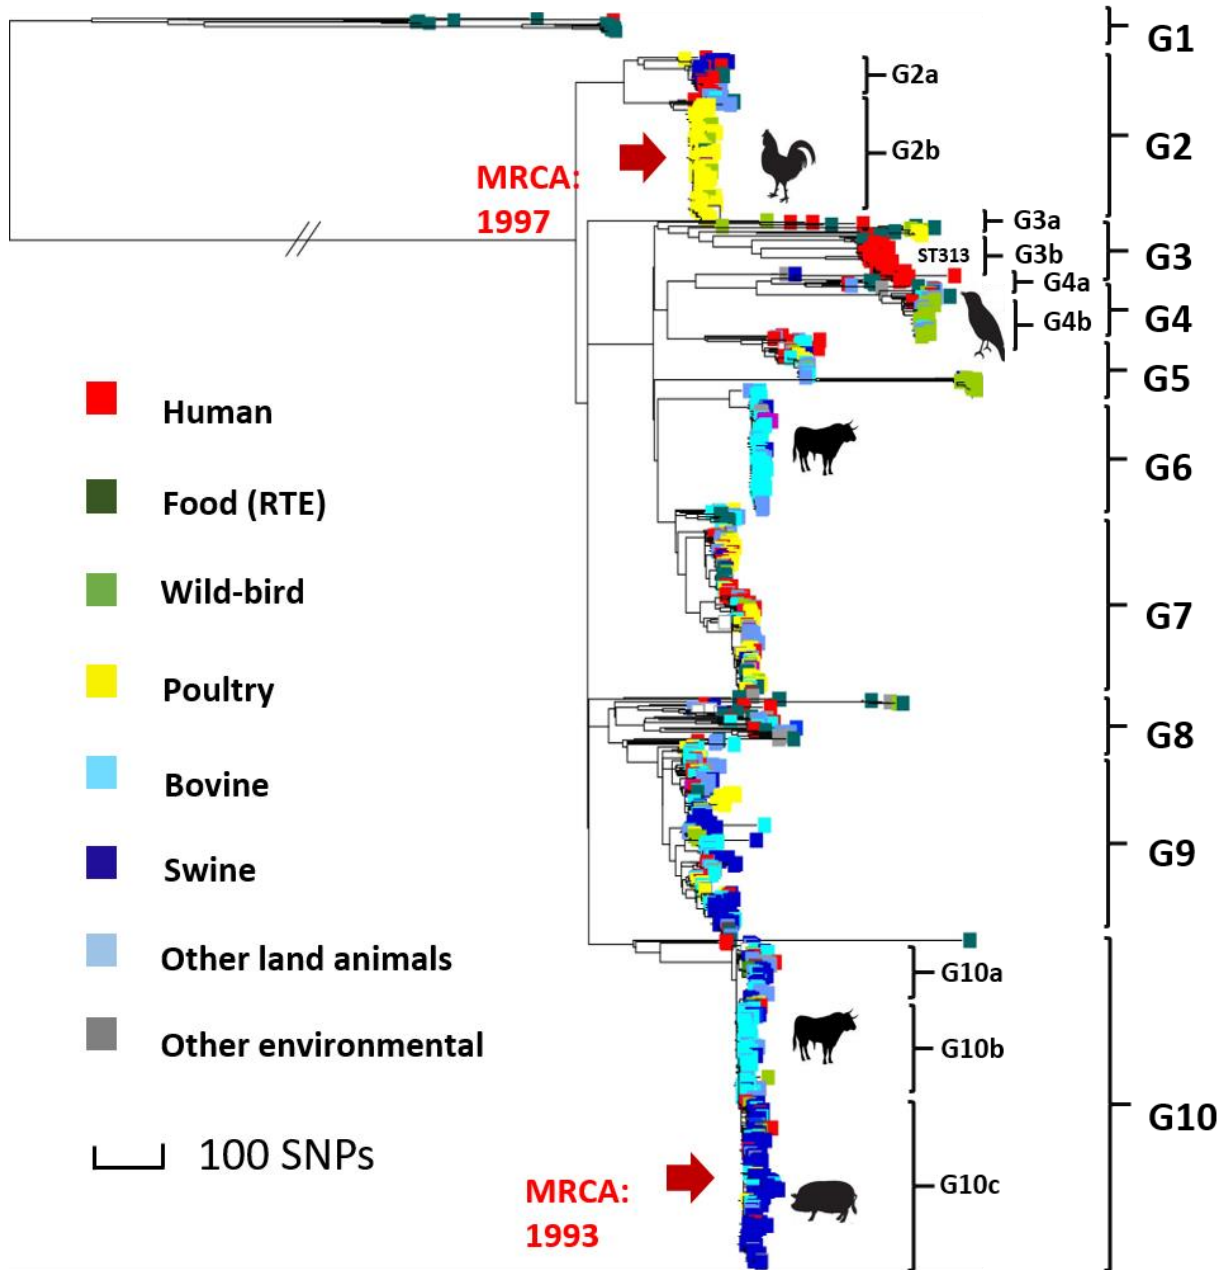 G1
G2a
G2
G2b
MRCA:
1997
G3a
ST313
G3b
G3
G4a
G4
G4b
G5
Human
G6
Food (RTE)
Wild-bird
G7
Poultry
G8
Bovine
G9
Swine
Other land animals
G10a
Other environmental
G10b
G10
100 SNPs
G10c
MRCA:
1993